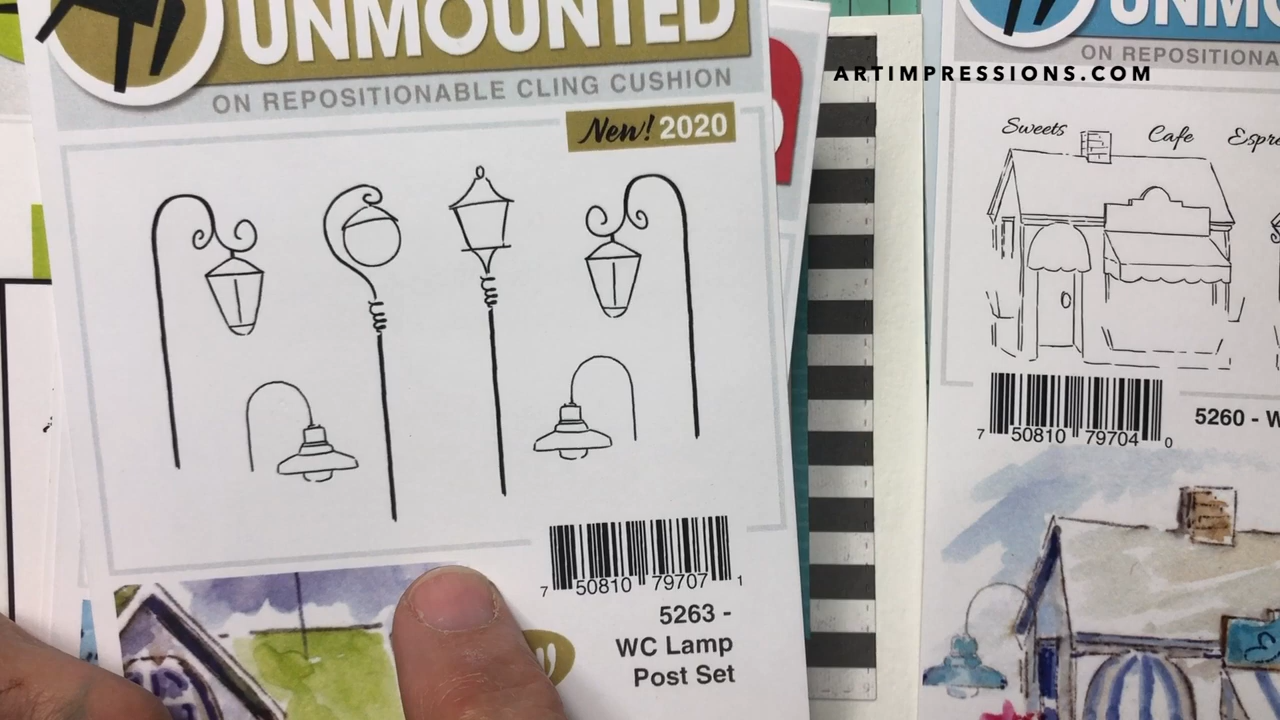 UNMOUNTED
ON REPOSITIONABLE CLING CUSHION
New! 2020
7 50810 79707 1
5263 -
WC Lamp
Post Set
ARTIMPRESSIONS.COM
ON REPOSITIONA
Sweets Cafe
7 50810 79704 0
5260 - W